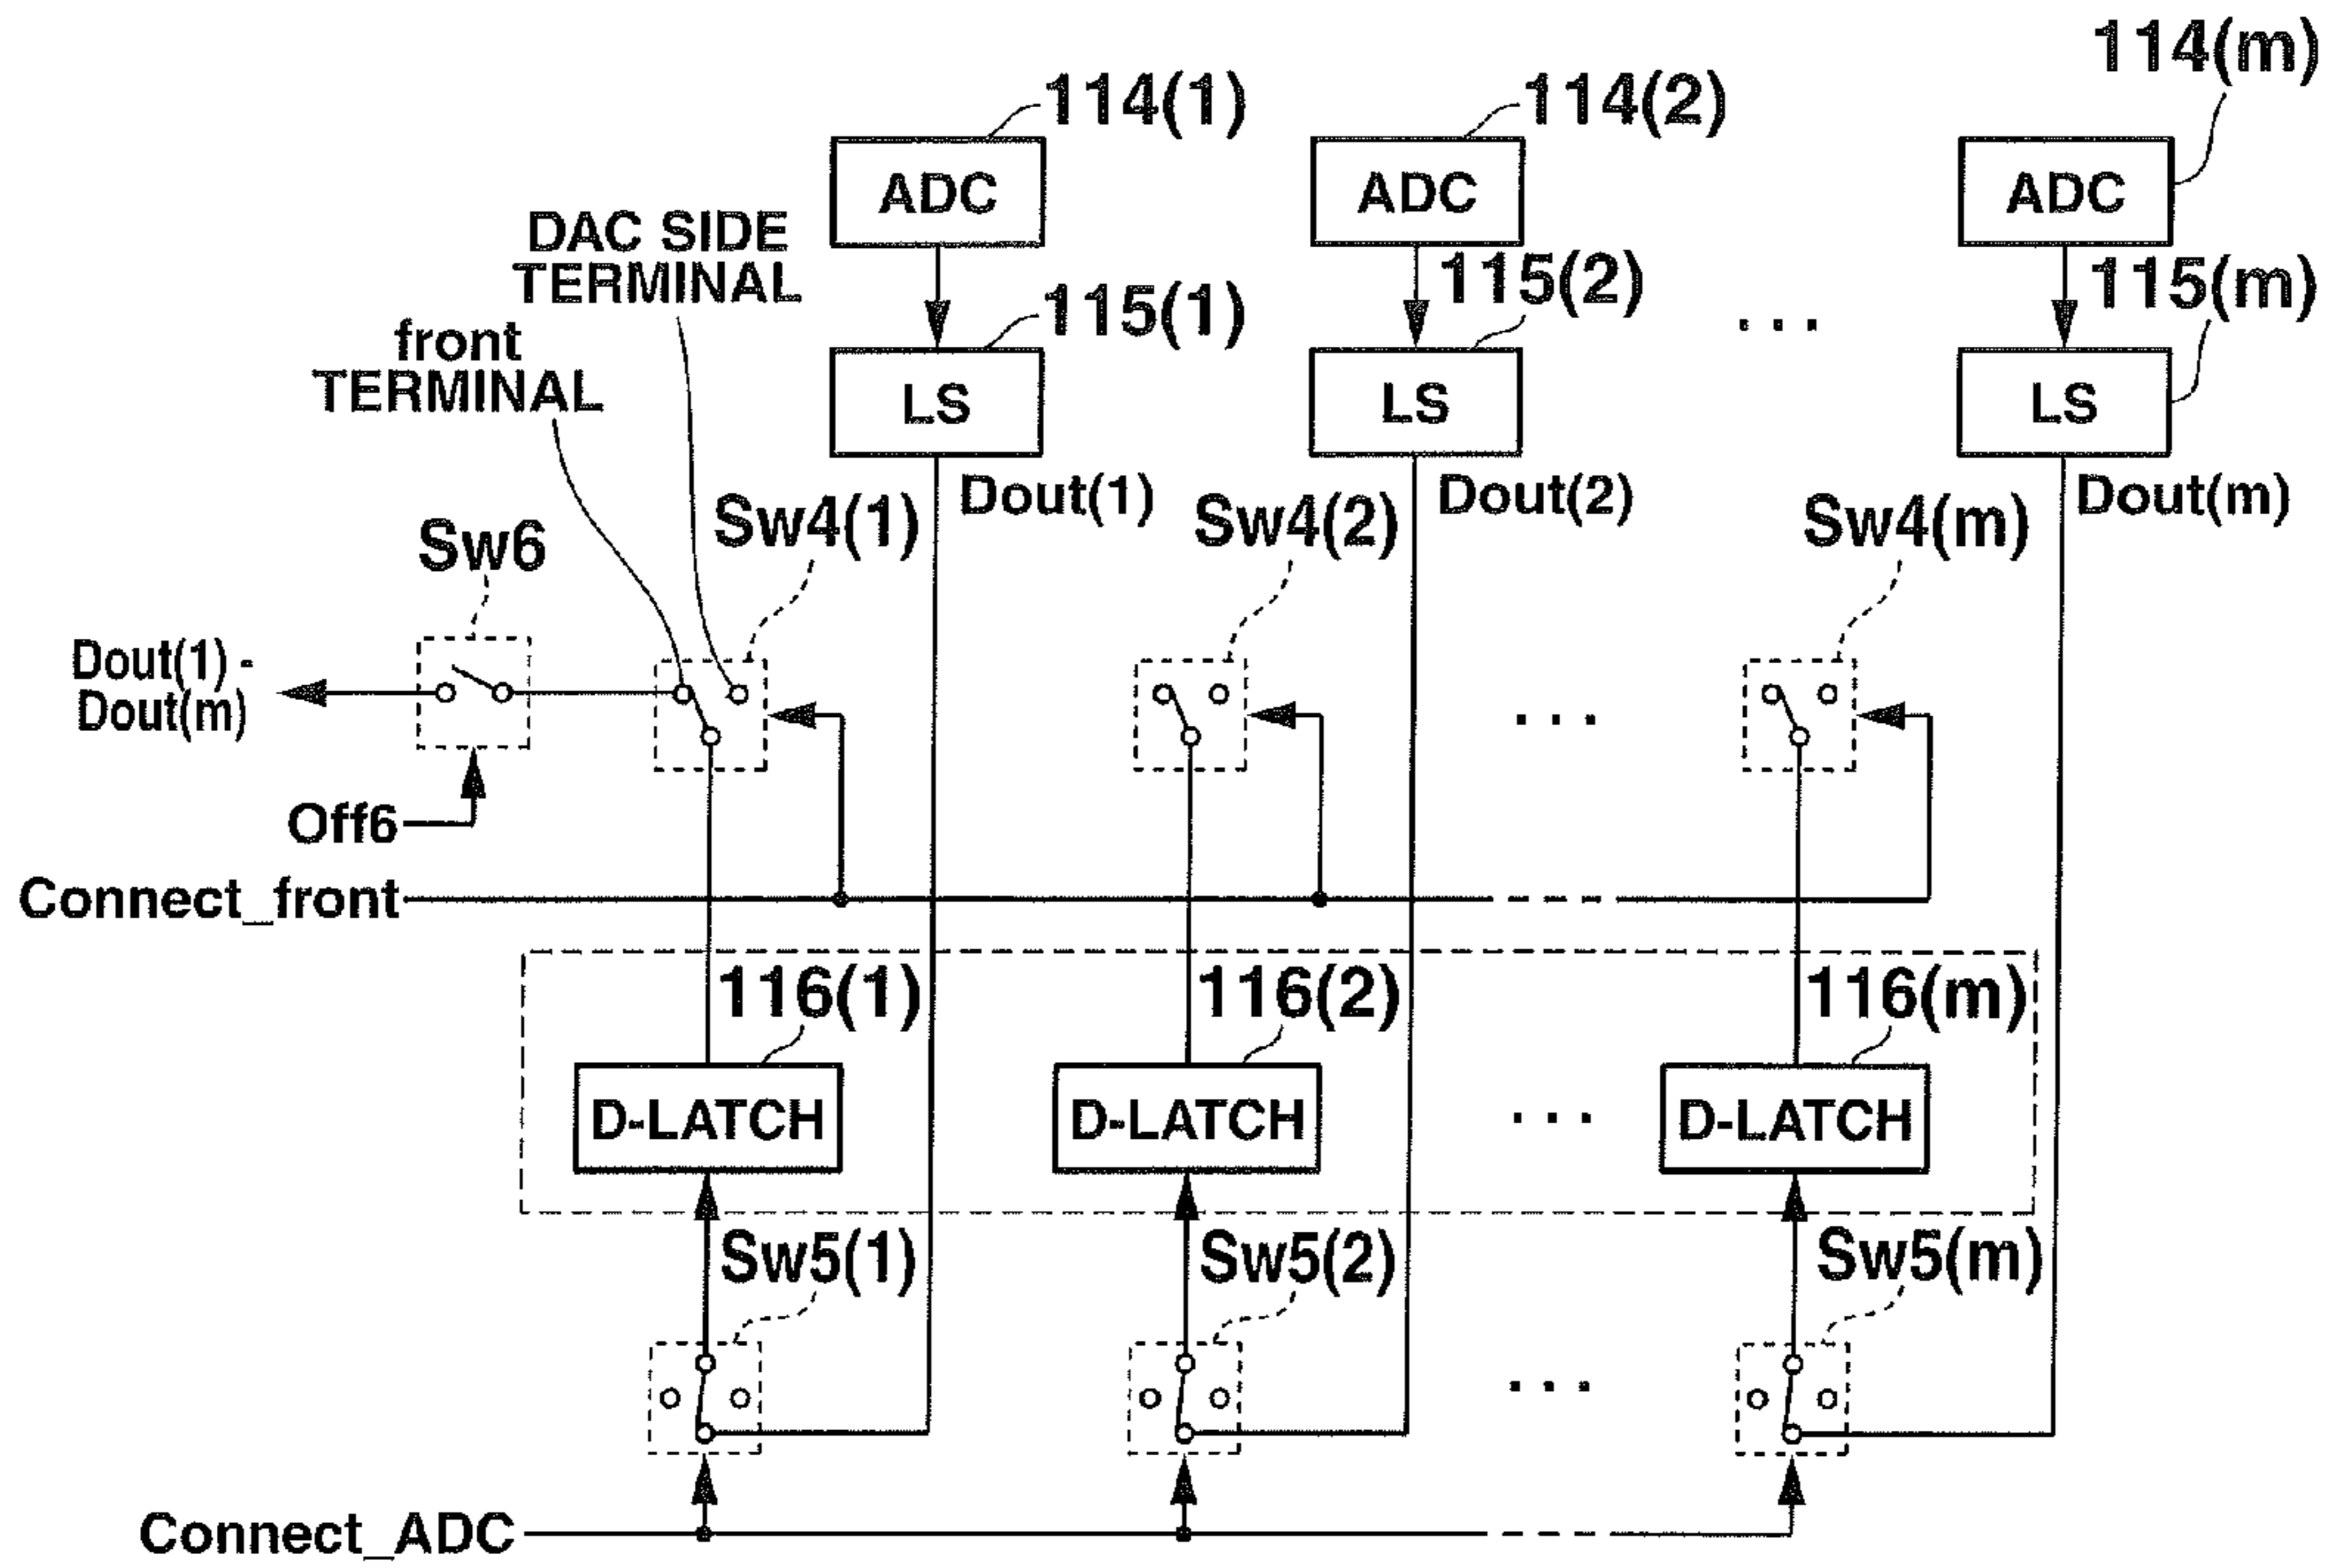 114(m)
114(1)
114(2)
ADC
ADC
ADC
DAC SIDE
TERMINAL
115(1)
115(2)
115(m)
front
TERMINAL
LS
LS
LS
...
Dout(1)
Dout(2)
Dout(m)
Sw6
Sw4(1)
Sw4(2)
Sw4(m)
Dout(1) -
Dout(m)
...
Off6
Connect_front
116(1)
116(2)
116(m)
D-LATCH
D-LATCH
...
D-LATCH
Sw5(1)
Sw5(2)
Sw5(m)
...
Connect_ADC